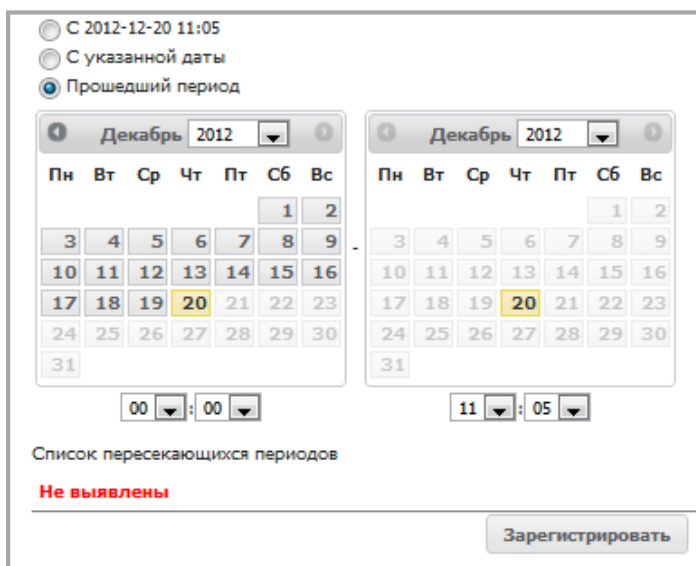 С 2012-12-20 11:05
С указанной даты
Прошедший период
Декабрь 2012
Пн Вт Ср Чт Пт Сб Вс
1 2
3 4 5 6 7 8 9
10 11 12 13 14 15 16
17 18 19 20 21 22 23
24 25 26 27 28 29 30
31
00 : 00
-
Декабрь 2012
Пн Вт Ср Чт Пт Сб Вс
1 2
3 4 5 6 7 8 9
10 11 12 13 14 15 16
17 18 19 20 21 22 23
24 25 26 27 28 29 30
31
11 : 05
Список пересекающихся периодов
Не выявлены
Зарегистрировать